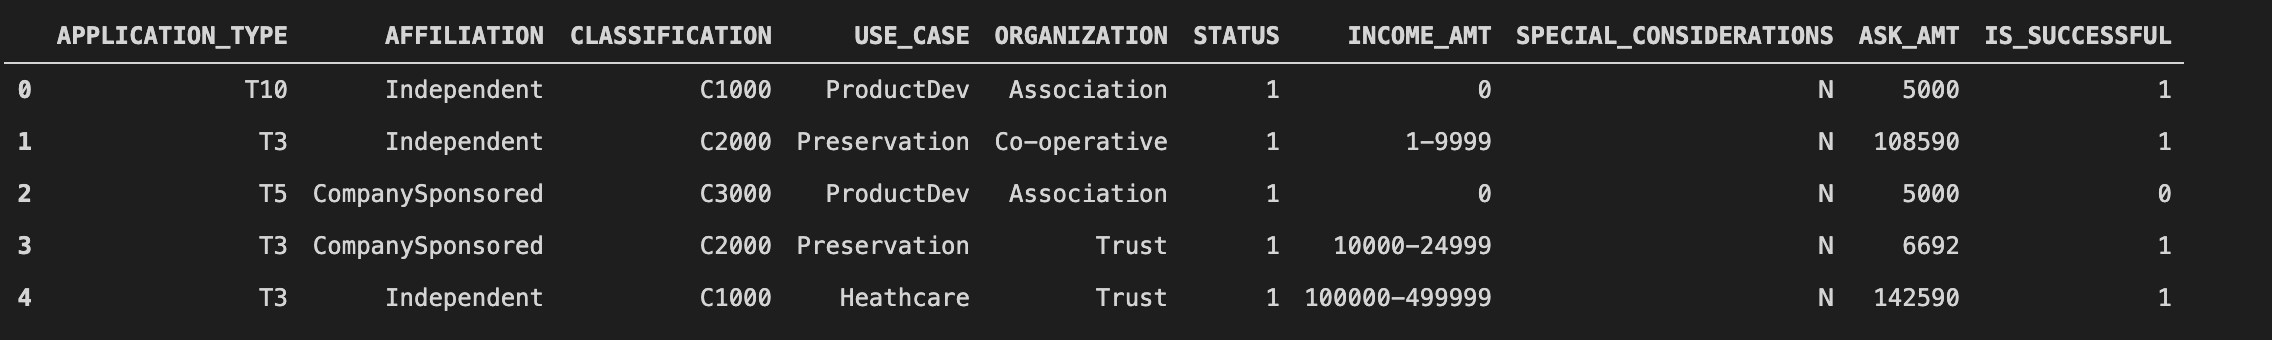 APPLICATION_TYPE AFFILIATION CLASSIFICATION USE_CASE ORGANIZATION STATUS INCOME_AMT SPECIAL_CONSIDERATIONS ASK_AMT IS_SUCCESSFUL
0 T10 Independent C1000 ProductDev Association 1 0 N 5000 1
1 T3 Independent C2000 Preservation Co-operative 1 1-9999 N 108590 1
2 T5 CompanySponsored C3000 ProductDev Association 1 0 N 5000 0
3 T3 CompanySponsored C2000 Preservation Trust 1 10000-24999 N 6692 1
4 T3 Independent C1000 Heathcare Trust 1 100000-499999 N 142590 1